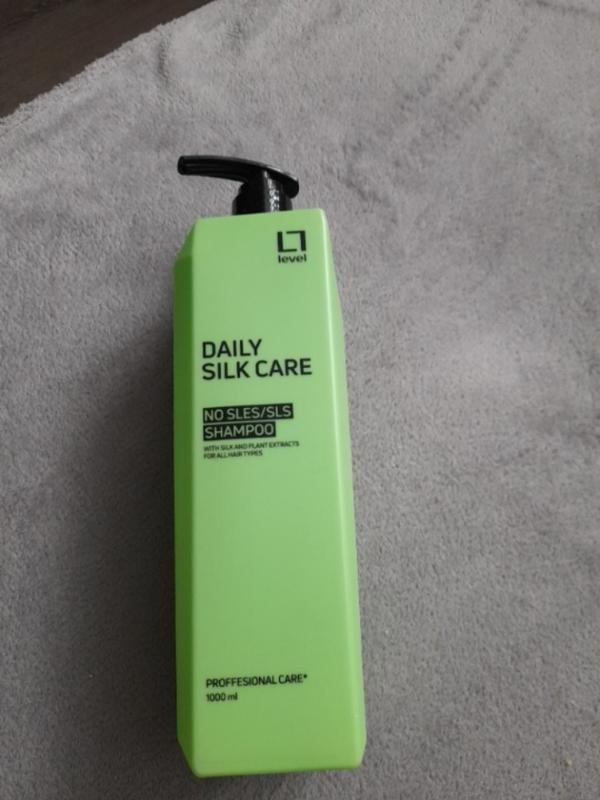 level
DAILY
SILK CARE
NO SLES/SLS
SHAMPOO
WITH SILK AND PLANT EXTRACTS
FOR ALL HAIR TYPES
PROFFESIONAL CARE*
1000 ml